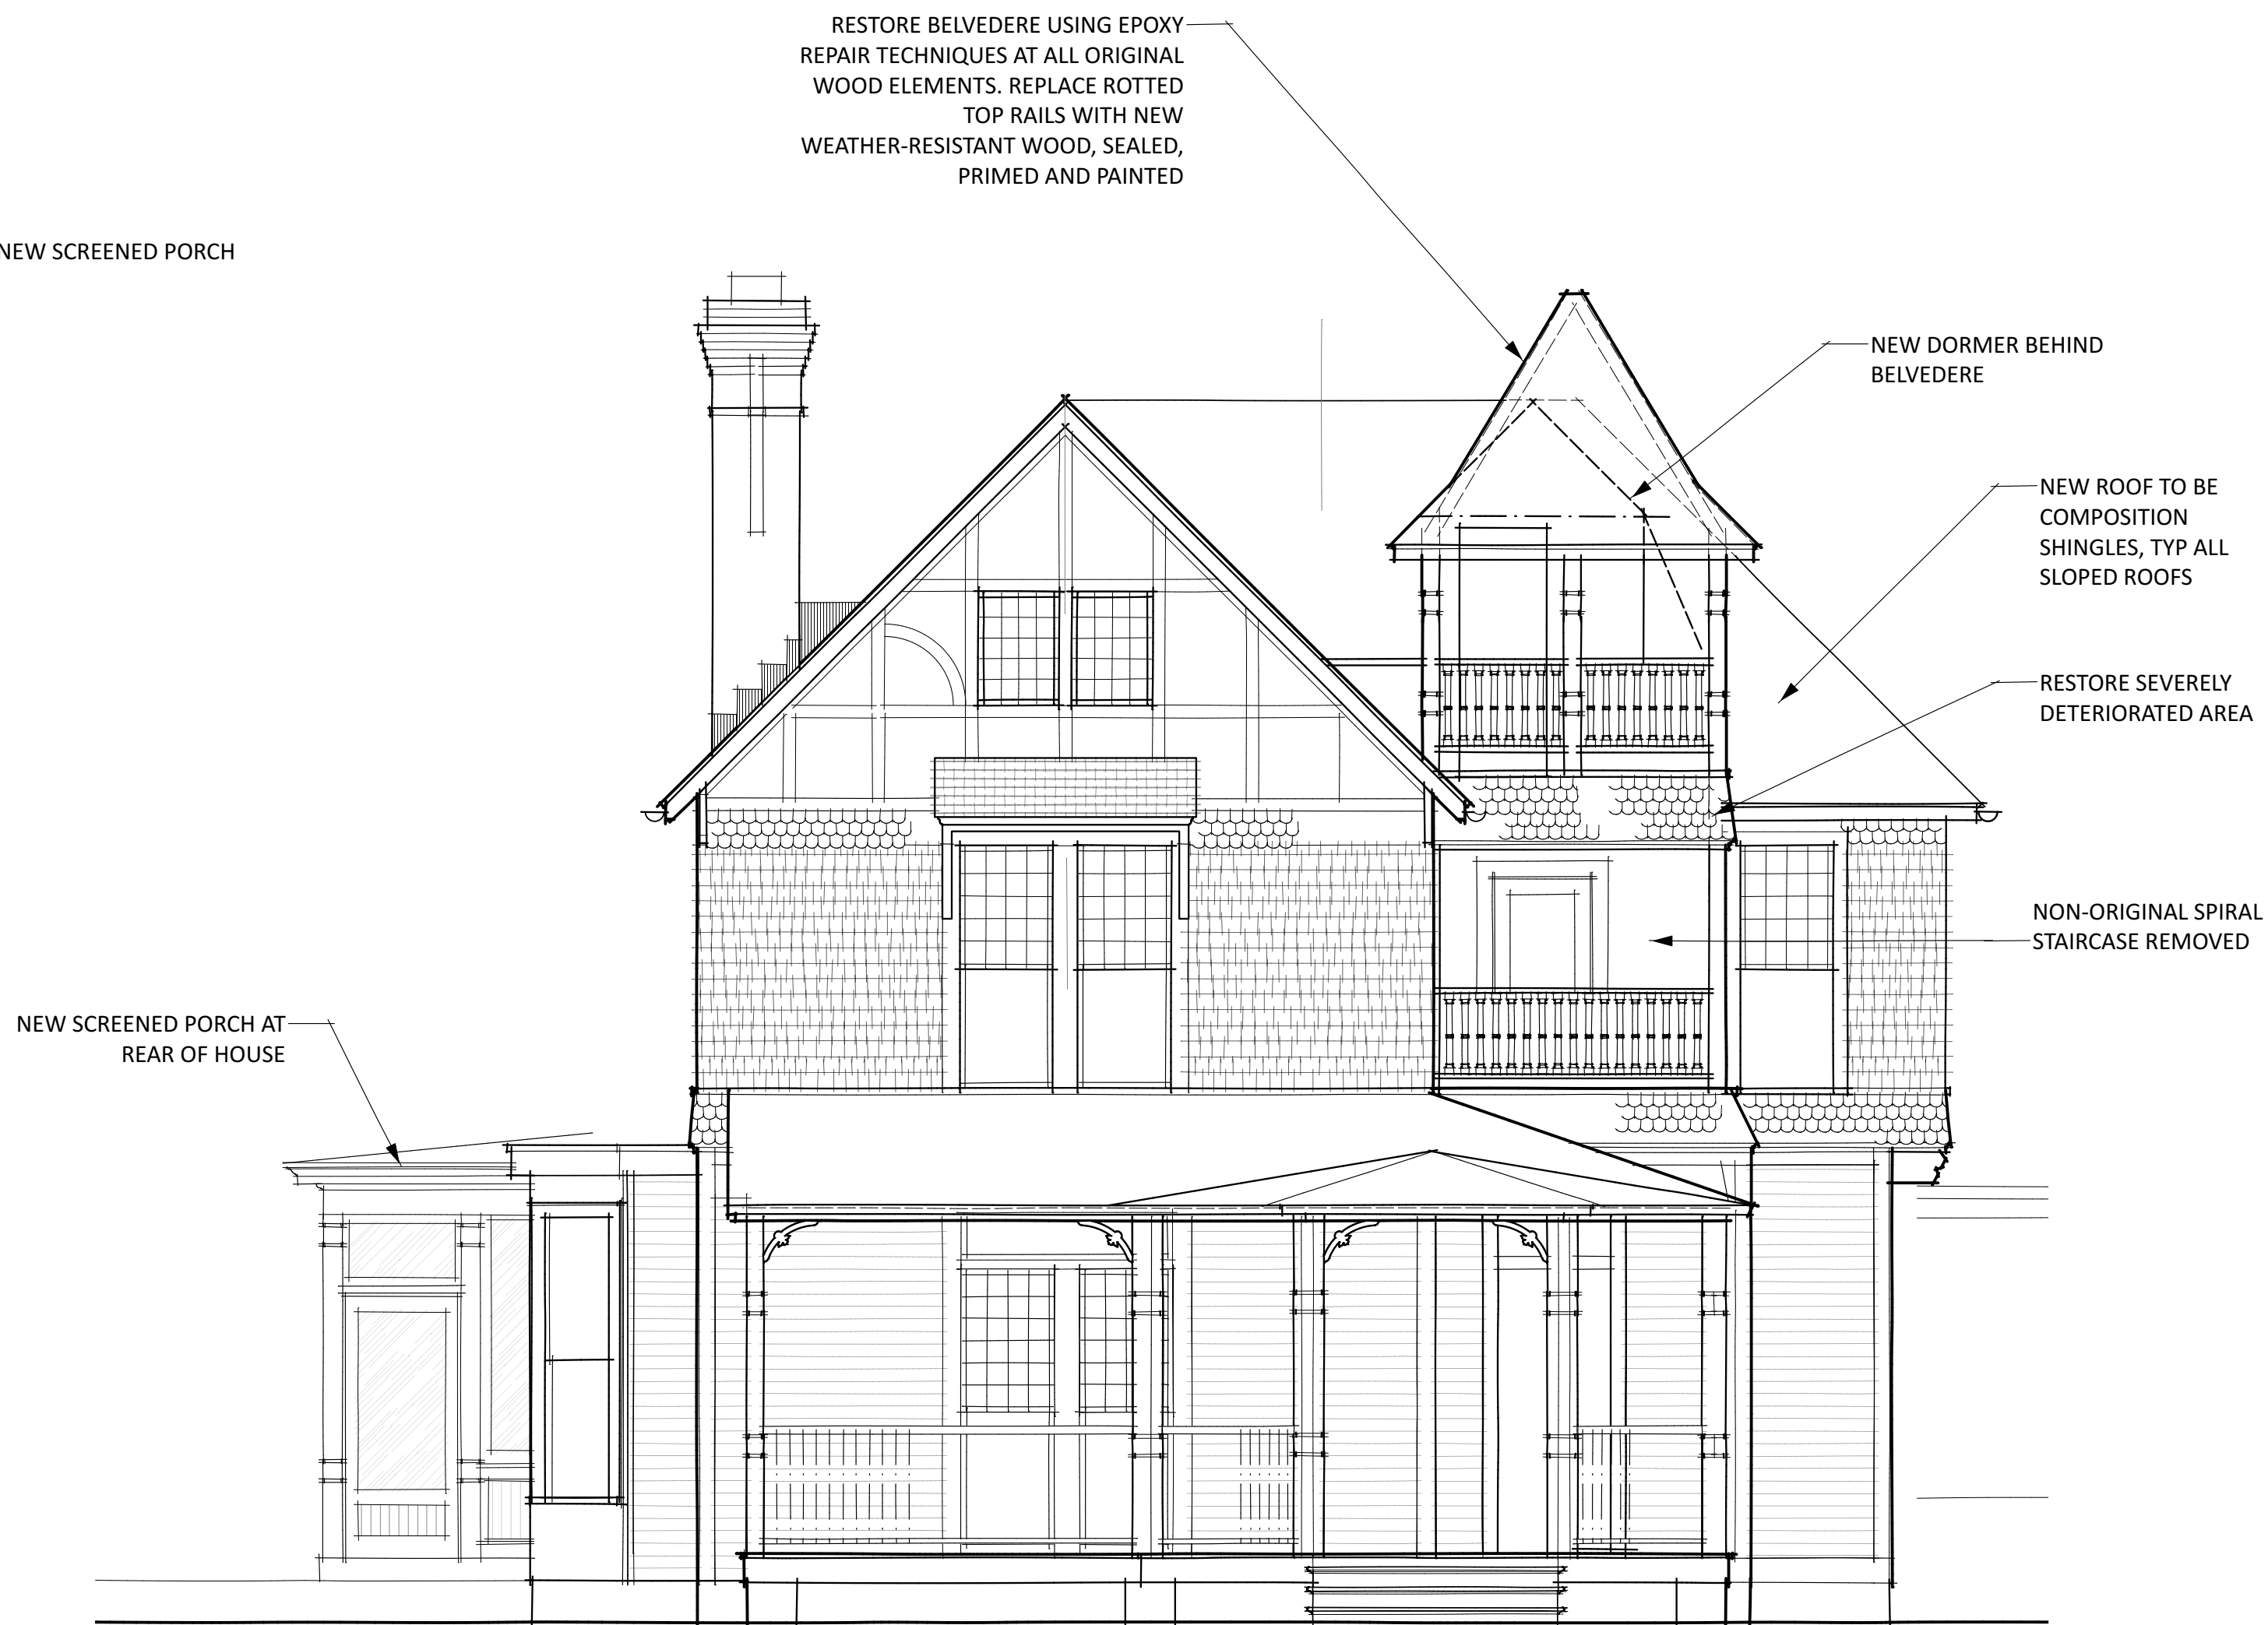 RESTORE BELVEDERE USING EPOXY
REPAIR TECHNIQUES AT ALL ORIGINAL
WOOD ELEMENTS. REPLACE ROTTED
TOP RAILS WITH NEW
WEATHER-RESISTANT WOOD, SEALED,
PRIMED AND PAINTED
NEW SCREENED PORCH
NEW DORMER BEHIND
BELVEDERE
NEW ROOF TO BE
COMPOSITION
SHINGLES, TYP ALL
SLOPED ROOFS
RESTORE SEVERELY
DETERIORATED AREA
NON-ORIGINAL SPIRAL
STAIRCASE REMOVED
NEW SCREENED PORCH AT
REAR OF HOUSE